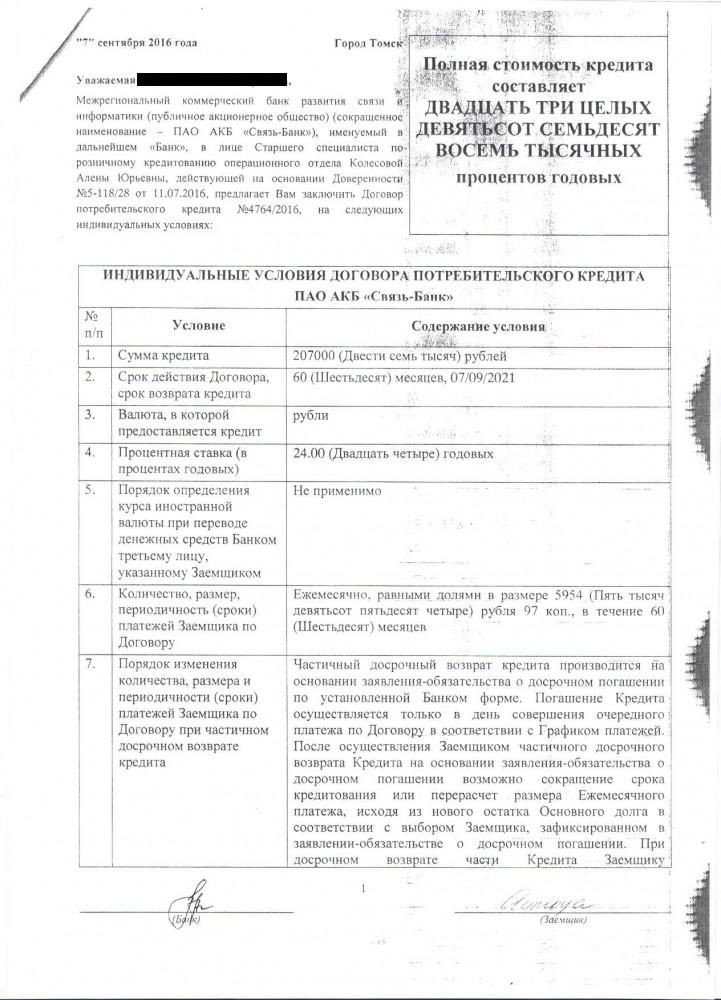 "7" сентября 2016 года
Город Томск
Полная стоимость кредита
составляет
ДВАДЦАТЬ ТРИ ЦЕЛЫХ
ДЕВЯТЬСОТ СЕМЬДЕСЯТ
ВОСЕМЬ ТЫСЯЧНЫХ
процентов годовых
Уважаемая
Межрегиональный коммерческий банк развития связи и
информатики (публичное акционерное общество) (сокращенное
наименование – ПАО АКБ «Связь-Банк»), именуемый в
дальнейшем «Банк», в лице Старшего специалиста по
розничному кредитованию операционного отдела Колесовой
Алены Юрьевны, действующей на основании Доверенности
№5-118/28 от 11.07.2016, предлагает Вам заключить Договор
потребительского кредита №4764/2016, на следующих
индивидуальных условиях:
ИНДИВИДУАЛЬНЫЕ УСЛОВИЯ ДОГОВОРА ПОТРЕБИТЕЛЬСКОГО КРЕДИТА
ПАО АКБ «Связь-Банк»
№
п/п
Условие
Содержание условия
1.
Сумма кредита
207000 (Двести семь тысяч) рублей
2.
Срок действия Договора,
срок возврата кредита
60 (Шестьдесят) месяцев, 07/09/2021
3.
Валюта, в которой
предоставляется кредит
рубли
4.
Процентная ставка (в
процентах годовых)
24.00 (Двадцать четыре) годовых
5.
Порядок определения
курса иностранной
валюты при переводе
денежных средств Банком
третьему лицу,
указанному Заемщиком
Не применимо
6.
Количество, размер,
периодичность (сроки)
платежей Заемщика по
Договору
Ежемесячно, равными долями в размере 5954 (Пять тысяч
девятьсот пятьдесят четыре) рубля 97 коп., в течение 60
(Шестьдесят) месяцев
7.
Порядок изменения
количества, размера и
периодичности (сроки)
платежей Заемщика по
Договору при частичном
досрочном возврате
кредита
Частичный досрочный возврат кредита производится на
основании заявления-обязательства о досрочном погашении
по установленной Банком форме. Погашение Кредита
осуществляется только в день совершения очередного
платежа по Договору в соответствии с Графиком платежей.
После осуществления Заемщиком частичного досрочного
возврата Кредита на основании заявления-обязательства о
досрочном погашении возможно сокращение срока
кредитования или перерасчет размера Ежемесячного
платежа, исходя из нового остатка Основного долга в
соответствии с выбором Заемщика, зафиксированном в
заявлении-обязательстве о досрочном погашении. При
досрочном возврате части Кредита Заемщику
1
(Банк)
(Заемщик)